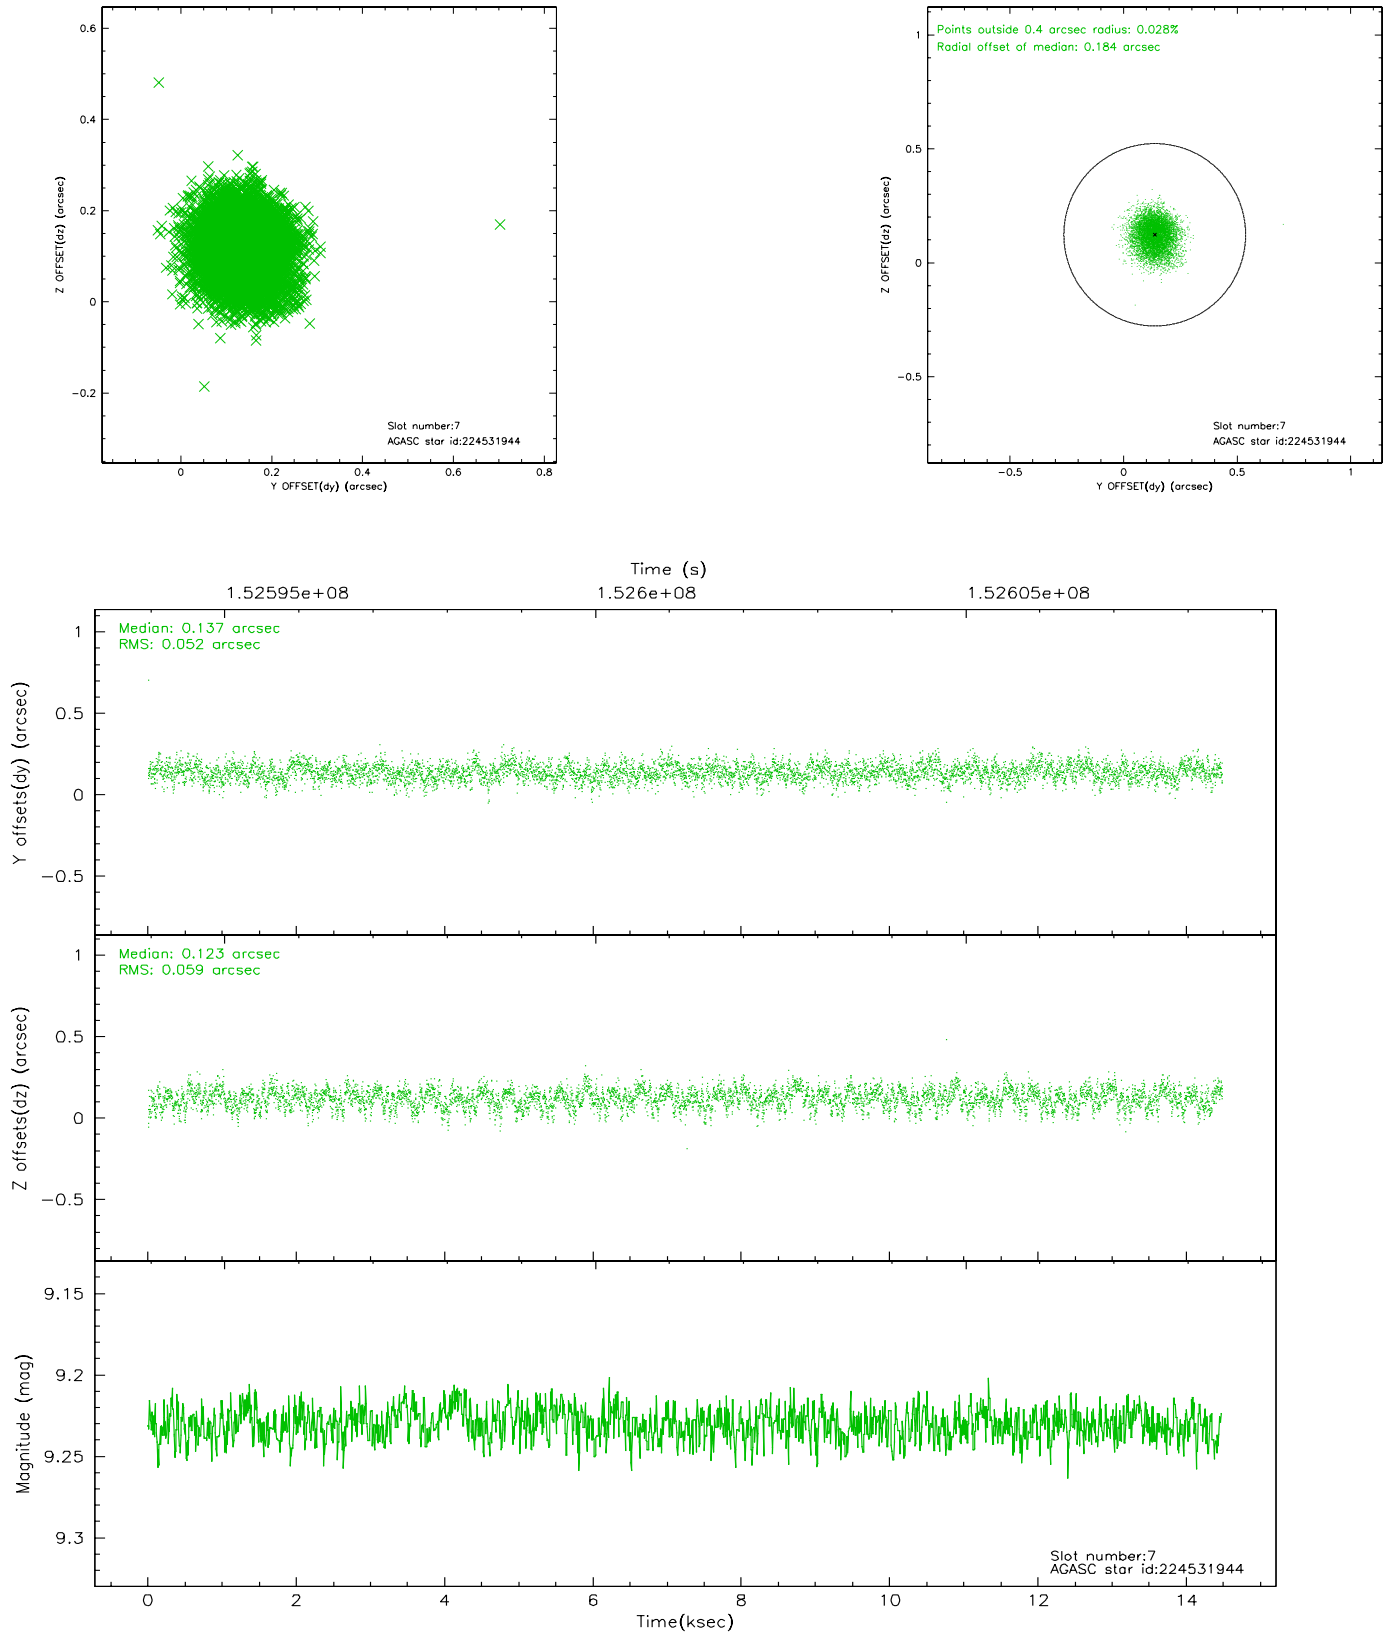 0.6
0.4
0.2
0
−0.2
Z OFFSET(dz) (arcsec)
Slot number:7
AGASC star id:224531944
0 0.2 0.4 0.6 0.8
Y OFFSET(dy) (arcsec)
Points outside 0.4 arcsec radius: 0.028%
Radial offset of median: 0.184 arcsec
1
0.5
0
−0.5
Z OFFSET(dz) (arcsec)
Slot number:7
AGASC star id:224531944
−0.5 0 0.5 1
Y OFFSET(dy) (arcsec)
Time (s)
1.52595e+08 1.526e+08 1.52605e+08
Median: 0.137 arcsec
RMS: 0.052 arcsec
1
0.5
0
−0.5
Y offsets(dy) (arcsec)
Median: 0.123 arcsec
RMS: 0.059 arcsec
1
0.5
0
−0.5
Z offsets(dz) (arcsec)
9.15
9.2
9.25
9.3
Magnitude (mag)
Slot number:7
AGASC star id:224531944
0 2 4 6 8 10 12 14
Time(ksec)